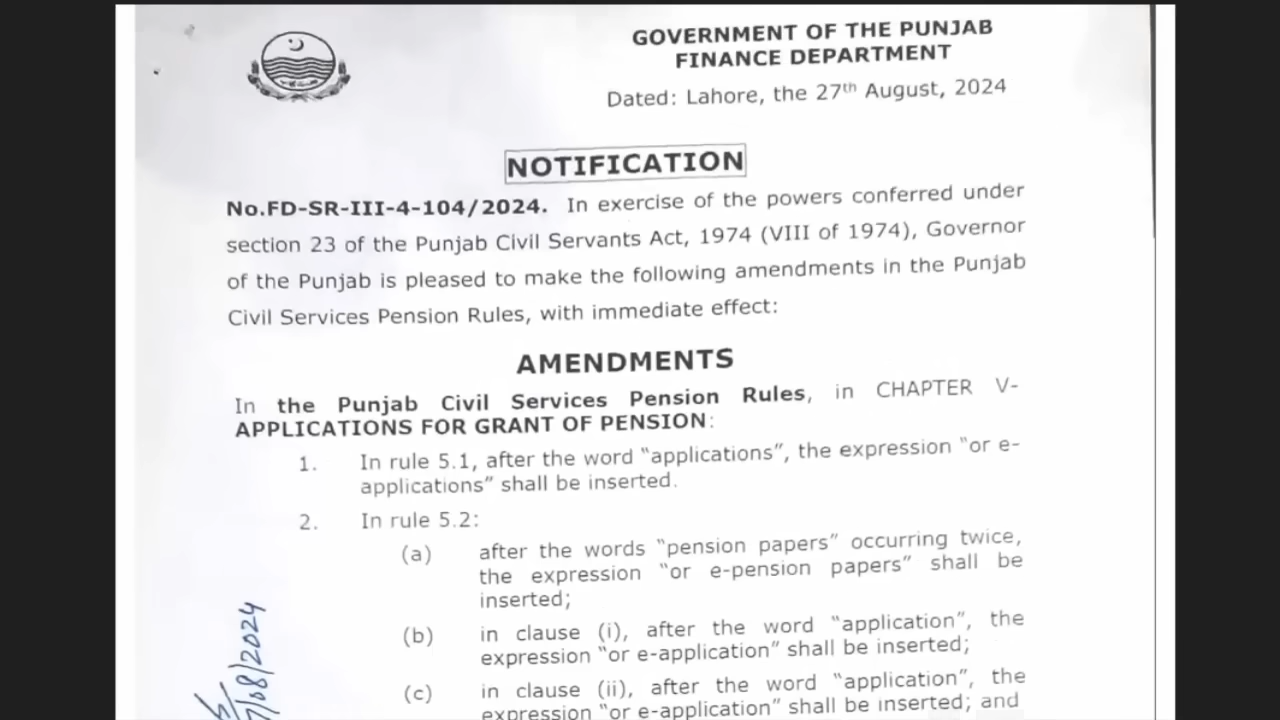 GOVERNMENT OF THE PUNJAB
FINANCE DEPARTMENT
Dated: Lahore, the 27th August, 2024
NOTIFICATION
No.FD-SR-III-4-104/2024. In exercise of the powers conferred under
section 23 of the Punjab Civil Servants Act, 1974 (VIII of 1974), Governor
of the Punjab is pleased to make the following amendments in the Punjab
Civil Services Pension Rules, with immediate effect:
AMENDMENTS
In the Punjab Civil Services Pension Rules, in CHAPTER V-
APPLICATIONS FOR GRANT OF PENSION:
1. In rule 5.1, after the word “applications”, the expression “or e-
applications” shall be inserted.
2. In rule 5.2:
(a) after the words “pension papers” occurring twice,
the expression “or e-pension papers” shall be
inserted;
(b) in clause (i), after the word “application”, the
expression “or e-application” shall be inserted;
(c) in clause (ii), after the word “application”, the
expression “or e-application” shall be inserted; and
/08/2024